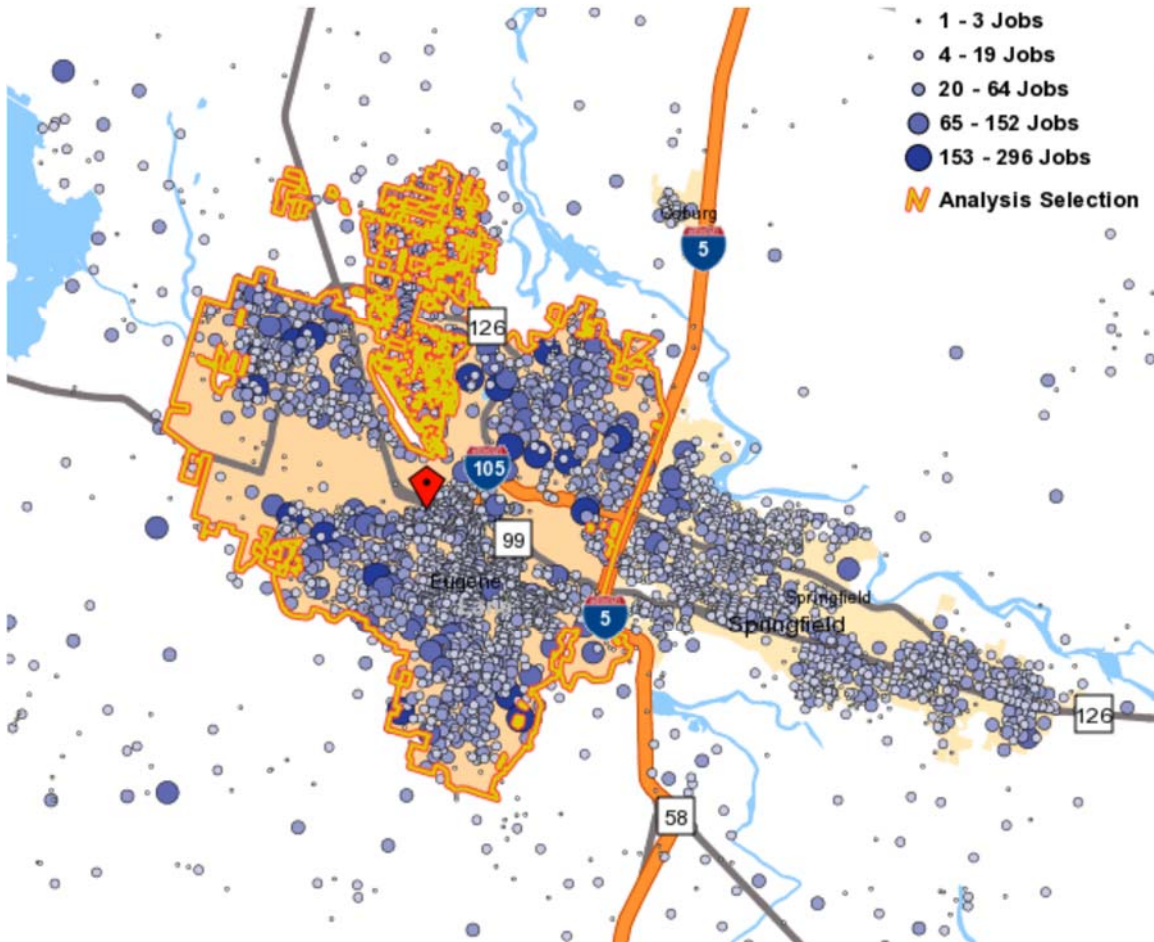 1 - 3 Jobs
4 - 19 Jobs
20 - 64 Jobs
65 - 152 Jobs
153 - 296 Jobs
Analysis Selection
Coburg
5
126
105
99
Eugene
5
Springfield
Springfield
126
58